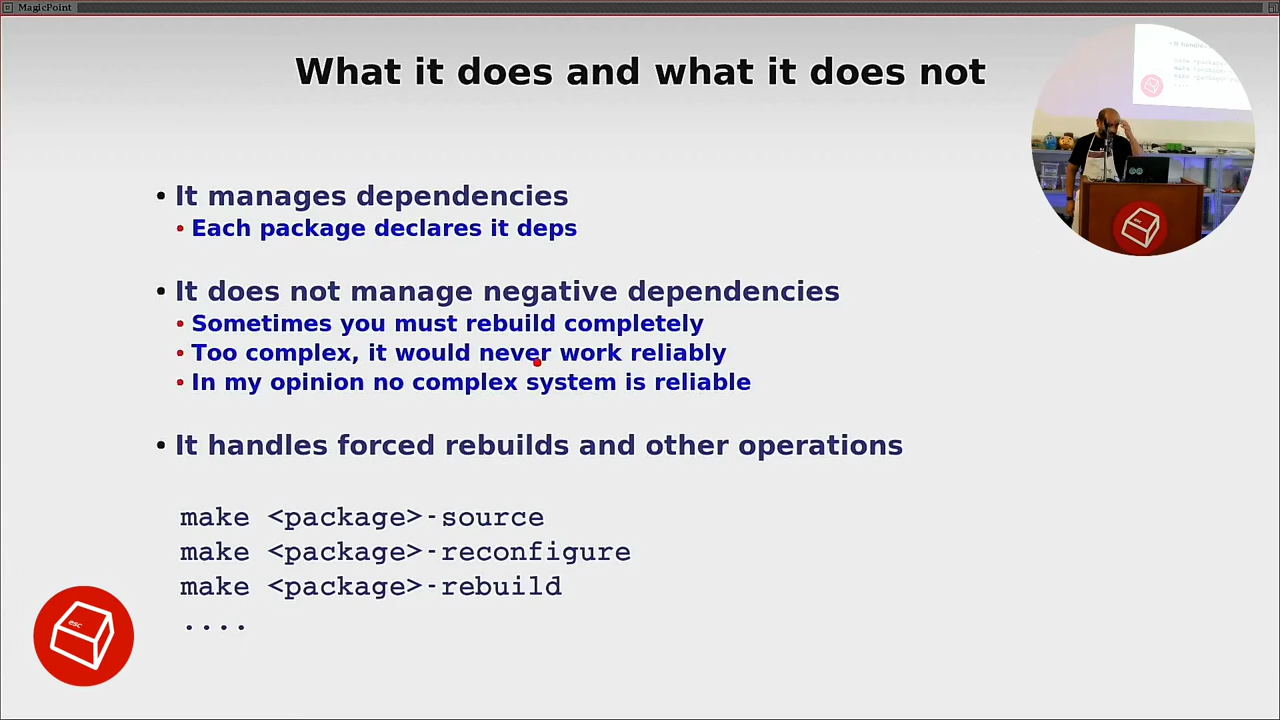 MagicPoint
What it does and what it does not
• It manages dependencies
• Each package declares it deps
• It does not manage negative dependencies
• Sometimes you must rebuild completely
• Too complex, it would never work reliably
• In my opinion no complex system is reliable
• It handles forced rebuilds and other operations
make <package>-source
make <package>-reconfigure
make <package>-rebuild
....
esc